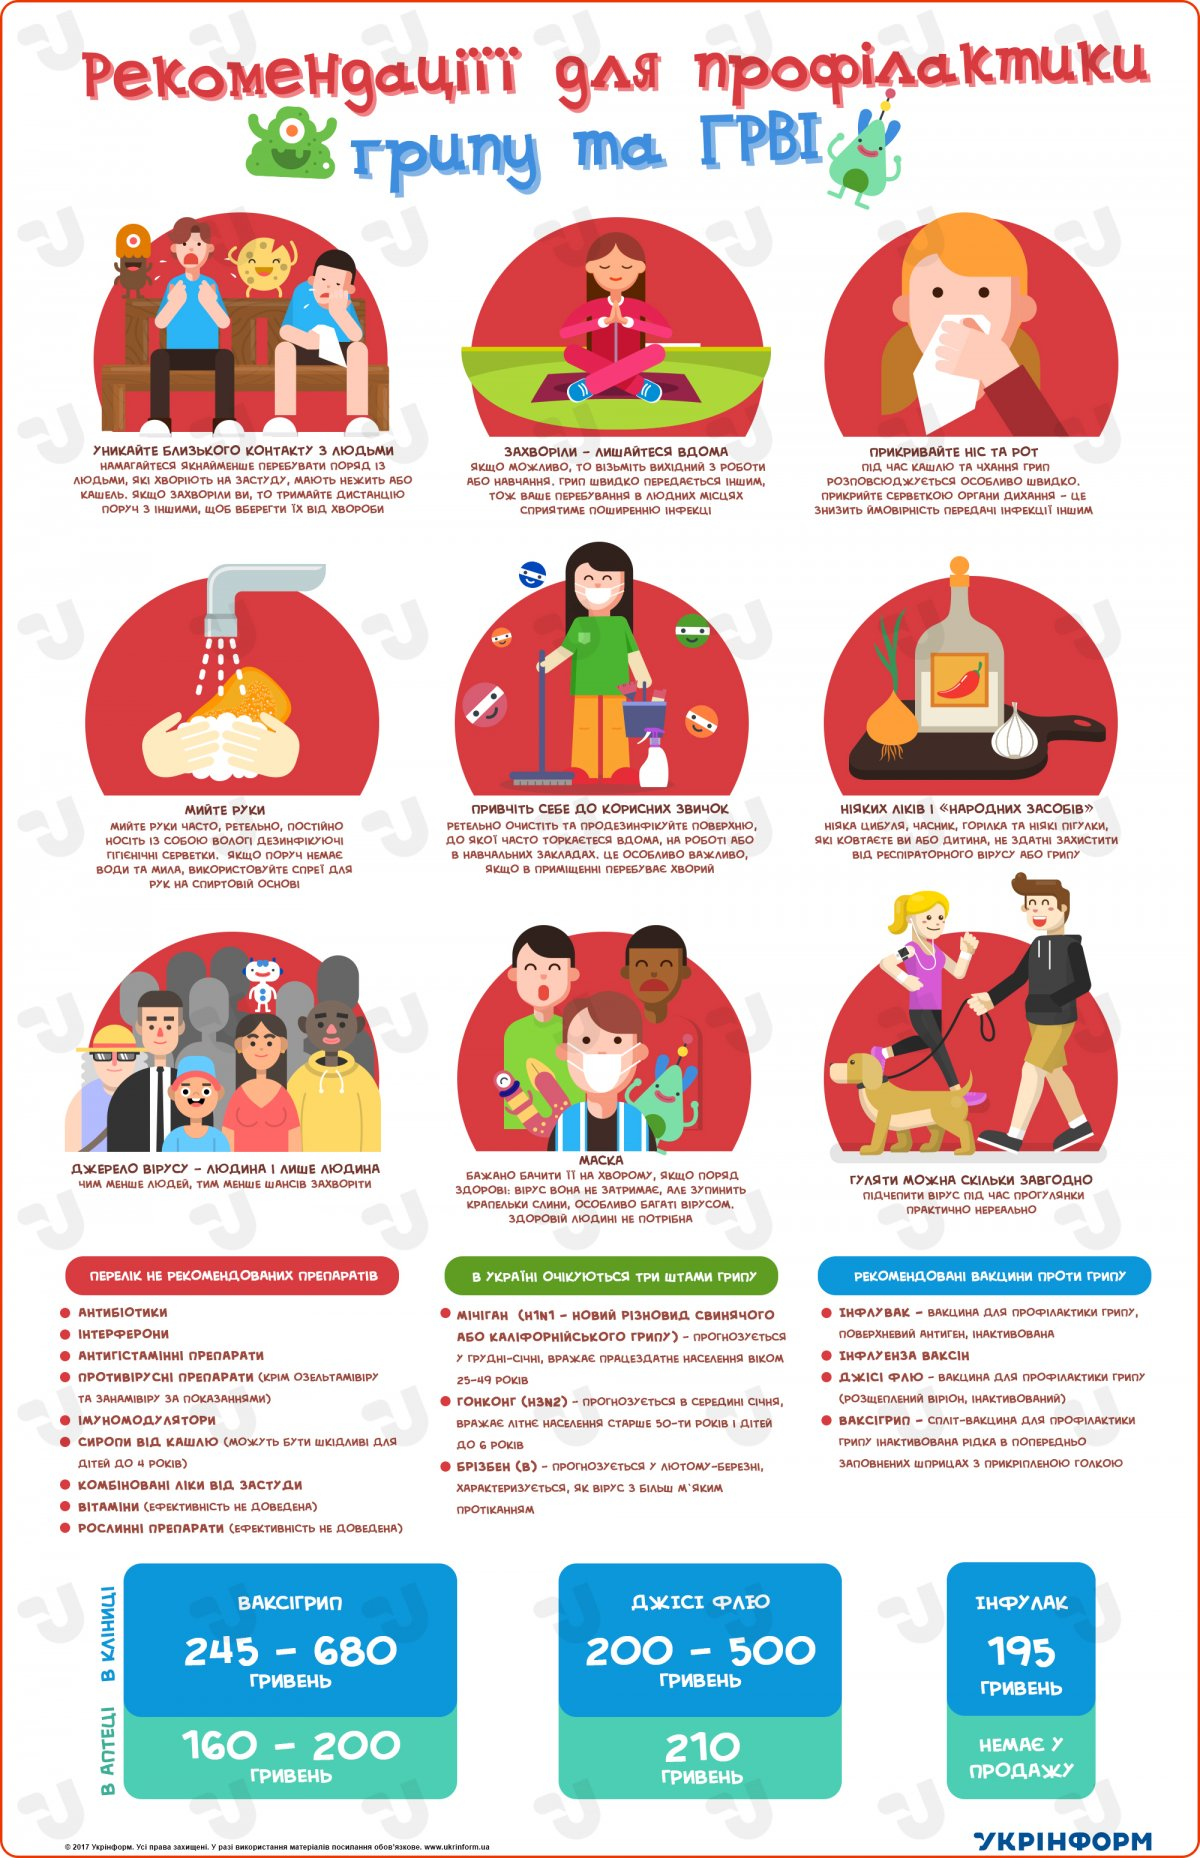 Рекомендаціїї для профілактики
грипу та ГРВІ
УНИКАЙТЕ БЛИЗЬКОГО КОНТАКТУ З ЛЮДЬМИ
НАМАГАЙТЕСЯ ЯКНАЙМЕНШЕ ПЕРЕБУВАТИ ПОРЯД ІЗ
ЛЮДЬМИ, ЯКІ ХВОРІЮТЬ НА ЗАСТУДУ, МАЮТЬ НЕЖИТЬ АБО
КАШЕЛЬ. ЯКЩО ЗАХВОРІЛИ ВИ, ТО ТРИМАЙТЕ ДИСТАНЦІЮ
ПОРУЧ З ІНШИМИ, ЩОБ ВБЕРЕГТИ ЇХ ВІД ХВОРОБИ
ЗАХВОРІЛИ – ЛИШАЙТЕСЯ ВДОМА
ЯКЩО МОЖЛИВО, ТО ВІЗЬМІТЬ ВИХІДНИЙ З РОБОТИ
АБО НАВЧАННЯ. ГРИП ШВИДКО ПЕРЕДАЄТЬСЯ ІНШИМ,
ТОЖ ВАШЕ ПЕРЕБУВАННЯ В ЛЮДНИХ МІСЦЯХ
СПРИЯТИМЕ ПОШИРЕННЮ ІНФЕКЦІ
ПРИКРИВАЙТЕ НІС ТА РОТ
ПІД ЧАС КАШЛЮ ТА ЧХАННЯ ГРИП
РОЗПОВСЮДЖУЄТЬСЯ ОСОБЛИВО ШВИДКО.
ПРИКРИЙТЕ СЕРВЕТКОЮ ОРГАНИ ДИХАННЯ – ЦЕ
ЗНИЗИТЬ ЙМОВІРНІСТЬ ПЕРЕДАЧІ ІНФЕКЦІЇ ІНШИМ
МИЙТЕ РУКИ
МИЙТЕ РУКИ ЧАСТО, РЕТЕЛЬНО, ПОСТІЙНО
НОСІТЬ ІЗ СОБОЮ ВОЛОГІ ДЕЗИНФІКУЮЧІ
ГІГІЄНІЧНІ СЕРВЕТКИ. ЯКЩО ПОРУЧ НЕМАЄ
ВОДИ ТА МИЛА, ВИКОРИСТОВУЙТЕ СПРЕЇ ДЛЯ
РУК НА СПИРТОВІЙ ОСНОВІ
ПРИВЧІТЬ СЕБЕ ДО КОРИСНИХ ЗВИЧОК
РЕТЕЛЬНО ОЧИСТІТЬ ТА ПРОДЕЗИНФІКУЙТЕ ПОВЕРХНЮ,
ДО ЯКОЇ ЧАСТО ТОРКАЄТЕСЯ ВДОМА, НА РОБОТІ АБО
В НАВЧАЛЬНИХ ЗАКЛАДАХ. ЦЕ ОСОБЛИВО ВАЖЛИВО,
ЯКЩО В ПРИМІЩЕННІ ПЕРЕБУВАЄ ХВОРИЙ
НІЯКИХ ЛІКІВ І «НАРОДНИХ ЗАСОБІВ»
НІЯКА ЦИБУЛЯ, ЧАСНИК, ГОРІЛКА ТА НІЯКІ ПІГУЛКИ,
ЯКІ КОВТАЄТЕ ВИ АБО ДИТИНА, НЕ ЗДАТНІ ЗАХИСТИТИ
ВІД РЕСПІРАТОРНОГО ВІРУСУ АБО ГРИПУ
ДЖЕРЕЛО ВІРУСУ – ЛЮДИНА І ЛИШЕ ЛЮДИНА
ЧИМ МЕНШЕ ЛЮДЕЙ, ТИМ МЕНШЕ ШАНСІВ ЗАХВОРІТИ
МАСКА
БАЖАНО БАЧИТИ ЇЇ НА ХВОРОМУ, ЯКЩО ПОРЯД
ЗДОРОВІ: ВІРУС ВОНА НЕ ЗАТРИМАЄ, АЛЕ ЗУПИНИТЬ
КРАПЕЛЬКИ СЛИНИ, ОСОБЛИВО БАГАТІ ВІРУСОМ.
ЗДОРОВІЙ ЛЮДИНІ НЕ ПОТРІБНА
ГУЛЯТИ МОЖНА СКІЛЬКИ ЗАВГОДНО
ПІДЧЕПИТИ ВІРУС ПІД ЧАС ПРОГУЛЯНКИ
ПРАКТИЧНО НЕРЕАЛЬНО
ПЕРЕЛІК НЕ РЕКОМЕНДОВАНИХ ПРЕПАРАТІВ
АНТИБІОТИКИ
ІНТЕРФЕРОНИ
АНТИГІСТАМІННІ ПРЕПАРАТИ
ПРОТИВІРУСНІ ПРЕПАРАТИ (КРІМ ОЗЕЛЬТАМІВІРУ
ТА ЗАНАМІВІРУ ЗА ПОКАЗАННЯМИ)
ІМУНОМОДУЛЯТОРИ
СИРОПИ ВІД КАШЛЮ (МОЖУТЬ БУТИ ШКІДЛИВІ ДЛЯ
ДІТЕЙ ДО 4 РОКІВ)
КОМБІНОВАНІ ЛІКИ ВІД ЗАСТУДИ
ВІТАМІНИ (ЕФЕКТИВНІСТЬ НЕ ДОВЕДЕНА)
РОСЛИННІ ПРЕПАРАТИ (ЕФЕКТИВНІСТЬ НЕ ДОВЕДЕНА)
В УКРАЇНІ ОЧІКУЮТЬСЯ ТРИ ШТАМИ ГРИПУ
МІЧІГАН (H1N1 – НОВИЙ РІЗНОВИД СВИНЯЧОГО
АБО КАЛІФОРНІЙСЬКОГО ГРИПУ) – ПРОГНОЗУЄТЬСЯ
У ГРУДНІ-СІЧНІ, ВРАЖАЄ ПРАЦЕЗДАТНЕ НАСЕЛЕННЯ ВІКОМ
25-49 РОКІВ
ГОНКОНГ (H3N2) – ПРОГНОЗУЄТЬСЯ В СЕРЕДИНІ СІЧНЯ,
ВРАЖАЄ ЛІТНЄ НАСЕЛЕННЯ СТАРШЕ 50-ТИ РОКІВ І ДІТЕЙ
ДО 6 РОКІВ
БРІЗБЕН (В) – ПРОГНОЗУЄТЬСЯ У ЛЮТОМУ-БЕРЕЗНІ,
ХАРАКТЕРИЗУЄТЬСЯ, ЯК ВІРУС З БІЛЬШ М`ЯКИМ
ПРОТІКАННЯМ
РЕКОМЕНДОВАНІ ВАКЦИНИ ПРОТИ ГРИПУ
ІНФЛУВАК – ВАКЦИНА ДЛЯ ПРОФІЛАКТИКИ ГРИПУ,
ПОВЕРХНЕВИЙ АНТИГЕН, ІНАКТИВОВАНА
ІНФЛУЕНЗА ВАКСІН
ДЖІСІ ФЛЮ – ВАКЦИНА ДЛЯ ПРОФІЛАКТИКИ ГРИПУ
(РОЗЩЕПЛЕНИЙ ВІРІОН, ІНАКТИВОВАНИЙ)
ВАКСІГРИП – СПЛІТ-ВАКЦИНА ДЛЯ ПРОФІЛАКТИКИ
ГРИПУ ІНАКТИВОВАНА РІДКА В ПОПЕРЕДНЬО
ЗАПОВНЕНИХ ШПРИЦАХ З ПРИКРІПЛЕНОЮ ГОЛКОЮ
В КЛІНИЦІ
ВАКСІГРИП
245 – 680
ГРИВЕНЬ
ДЖІСІ ФЛЮ
200 – 500
ГРИВЕНЬ
ІНФУЛАК
195
ГРИВЕНЬ
В АПТЕЦІ
160 – 200
ГРИВЕНЬ
210
ГРИВЕНЬ
НЕМАЄ У
ПРОДАЖУ
© 2017 Укрінформ. Усі права захищені. У разі використання матеріалів посилання обов'язкове. www.ukrinform.ua
УКРІНФОРМ